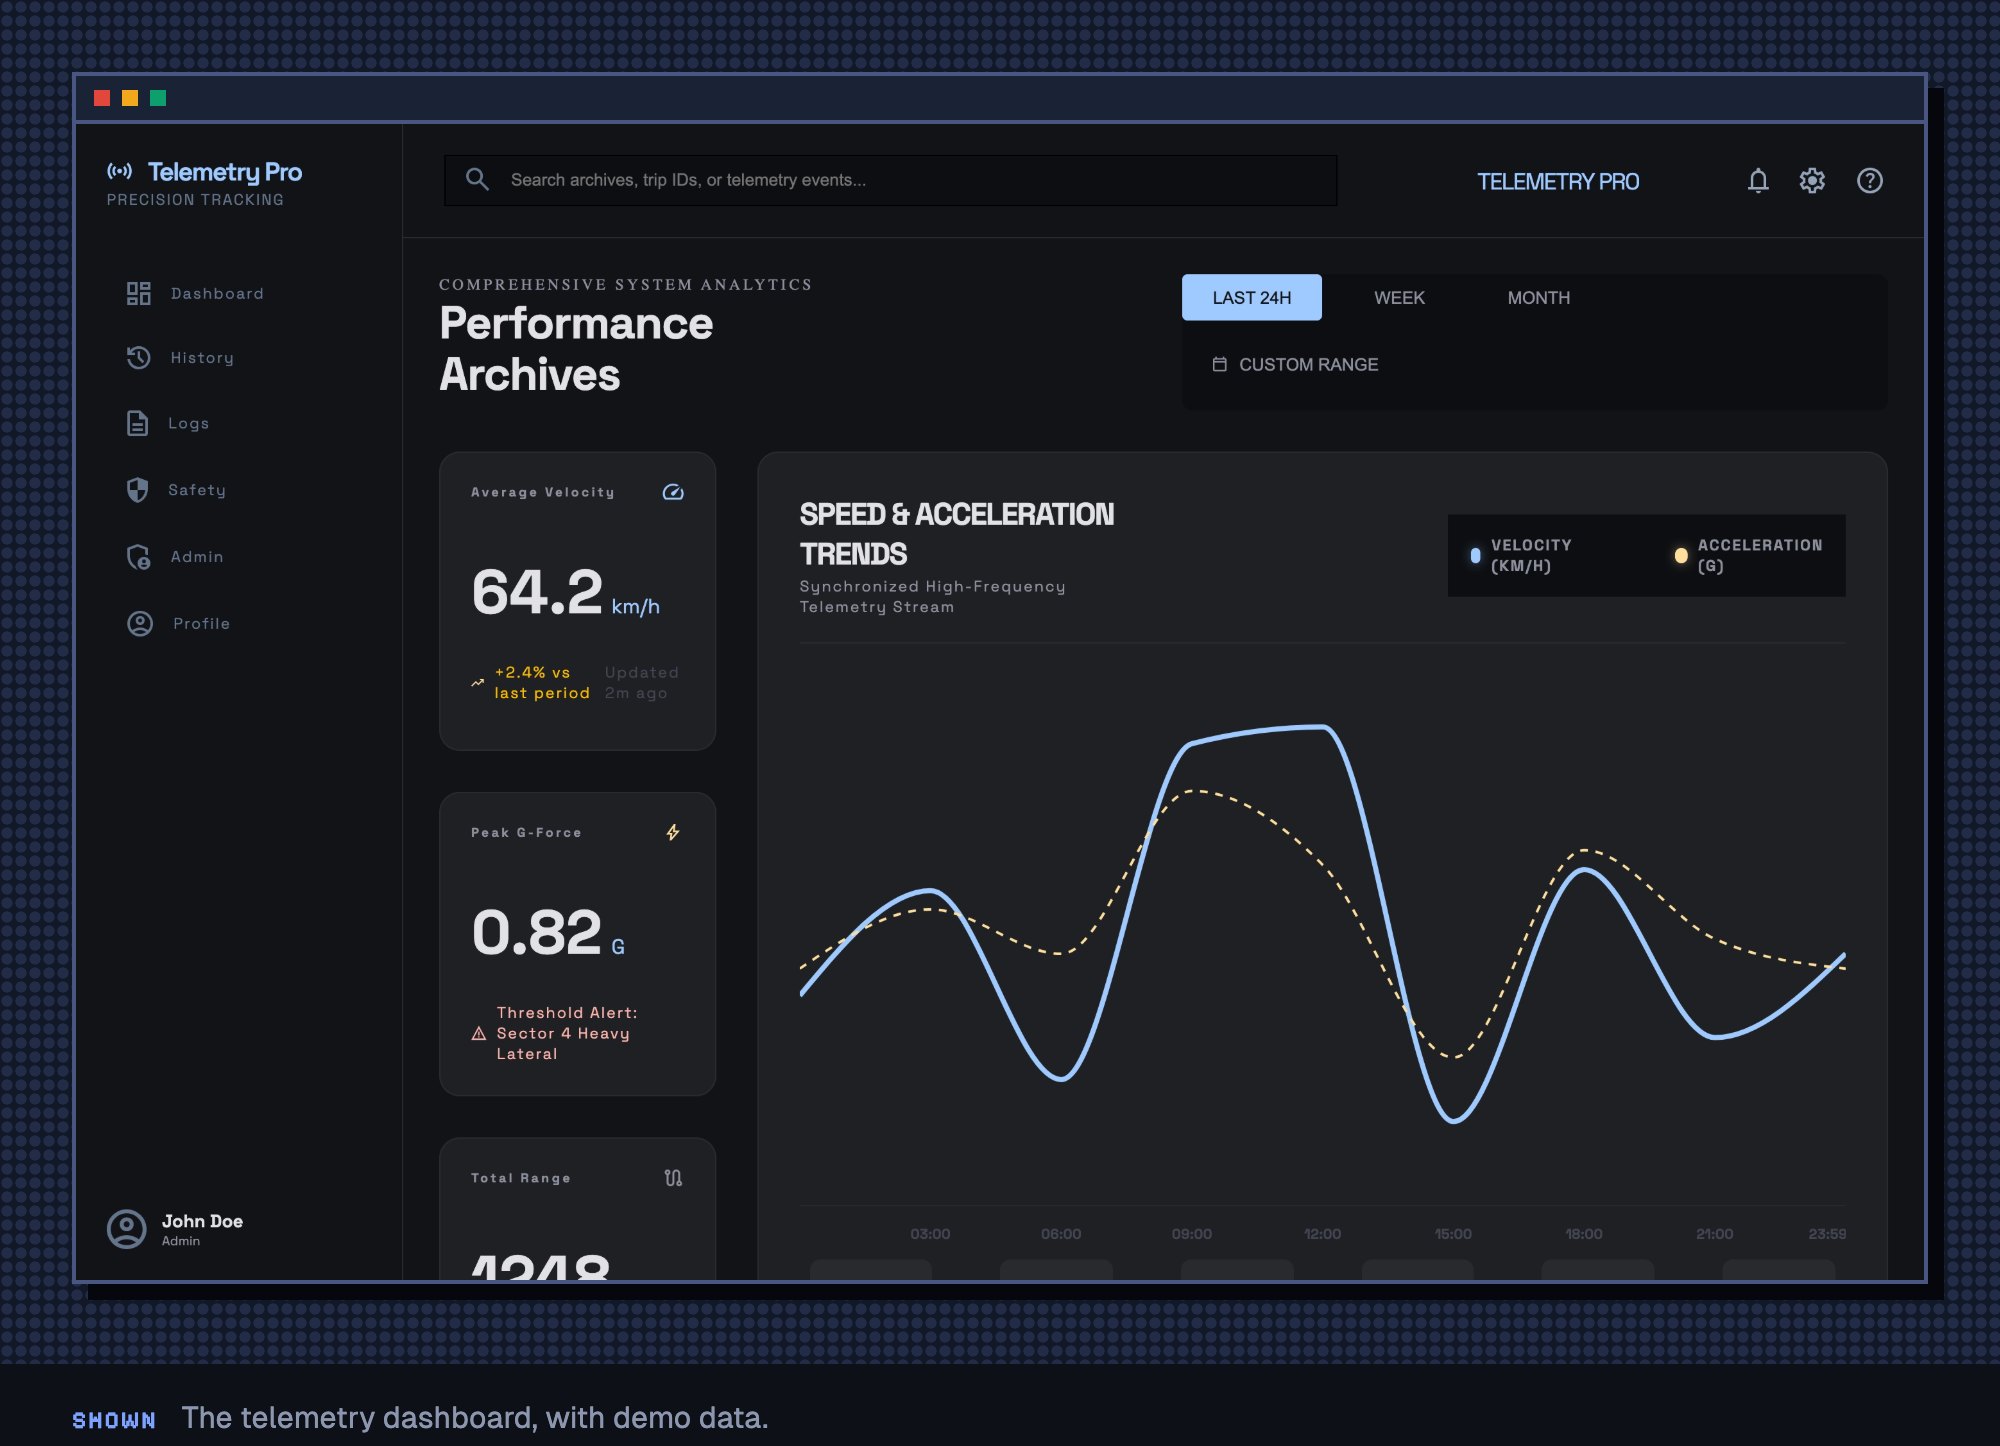 Telemetry Pro
PRECISION TRACKING
Search archives, trip IDs, or telemetry events...
TELEMETRY PRO
Dashboard
History
Logs
Safety
Admin
Profile
John Doe
Admin
COMPREHENSIVE SYSTEM ANALYTICS
Performance
Archives
LAST 24H
WEEK
MONTH
CUSTOM RANGE
Average Velocity
64.2 km/h
+2.4% vs
last period
Updated
2m ago
Peak G-Force
0.82 G
Threshold Alert:
Sector 4 Heavy
Lateral
Total Range
4248
SPEED & ACCELERATION
TRENDS
Synchronized High-Frequency
Telemetry Stream
VELOCITY
(KM/H)
ACCELERATION
(G)
03:00 06:00 09:00 12:00 15:00 18:00 21:00 23:59
SHOWN The telemetry dashboard, with demo data.